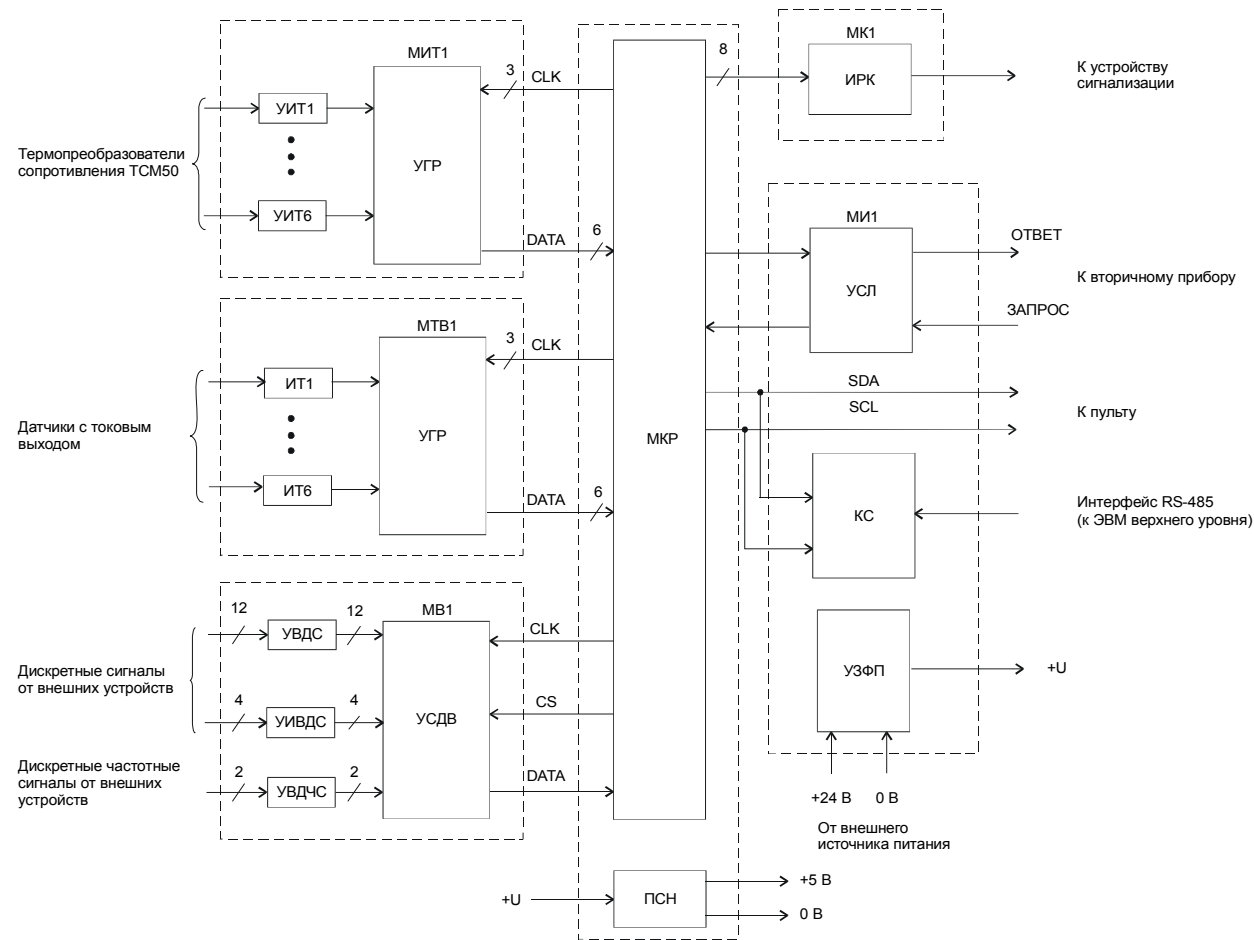 Термопреобразователи
сопротивления ТСМ50
МИТ1
УИТ1
УИТ6
УГР
3
CLK
DATA
6
Датчики с токовым
выходом
МТВ1
ИТ1
ИТ6
УГР
3
CLK
DATA
6
Дискретные сигналы
от внешних устройств
Дискретные частотные
сигналы от внешних
устройств
МВ1
12
УВДС
12
4
УИВДС
4
2
УВДЧС
2
УСДВ
CLK
CS
DATA
МКР
+U
ПСН
+5 В
0 В
8
МК1
ИРК
К устройству
сигнализации
МИ1
УСЛ
ОТВЕТ
К вторичному прибору
ЗАПРОС
SDA
SCL
К пульту
КС
Интерфейс RS-485
(к ЭВМ верхнего уровня)
УЗФП
+U
+24 В
0 В
От внешнего
источника питания